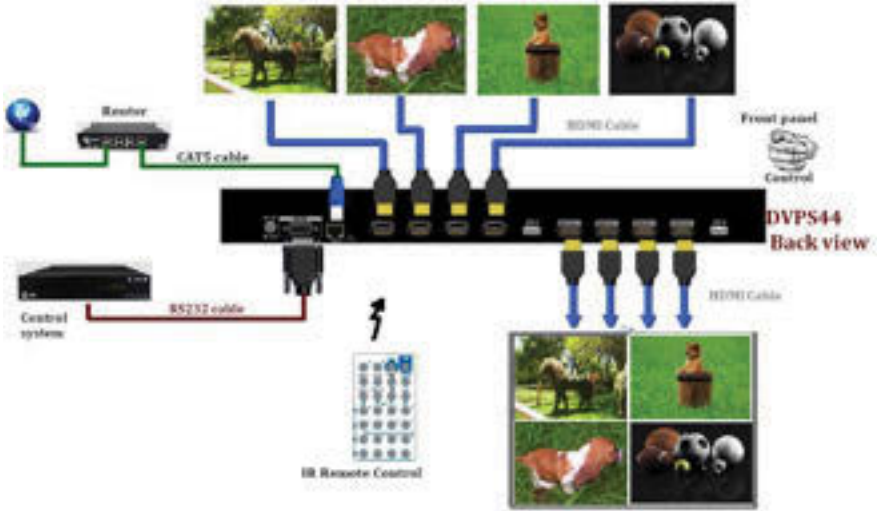 Router
CAT5 cable
HDMI Cable
Front panel
Control
DVPS44
Back view
Control
system
RS232 cable
HDMI Cable
IR Remote Control